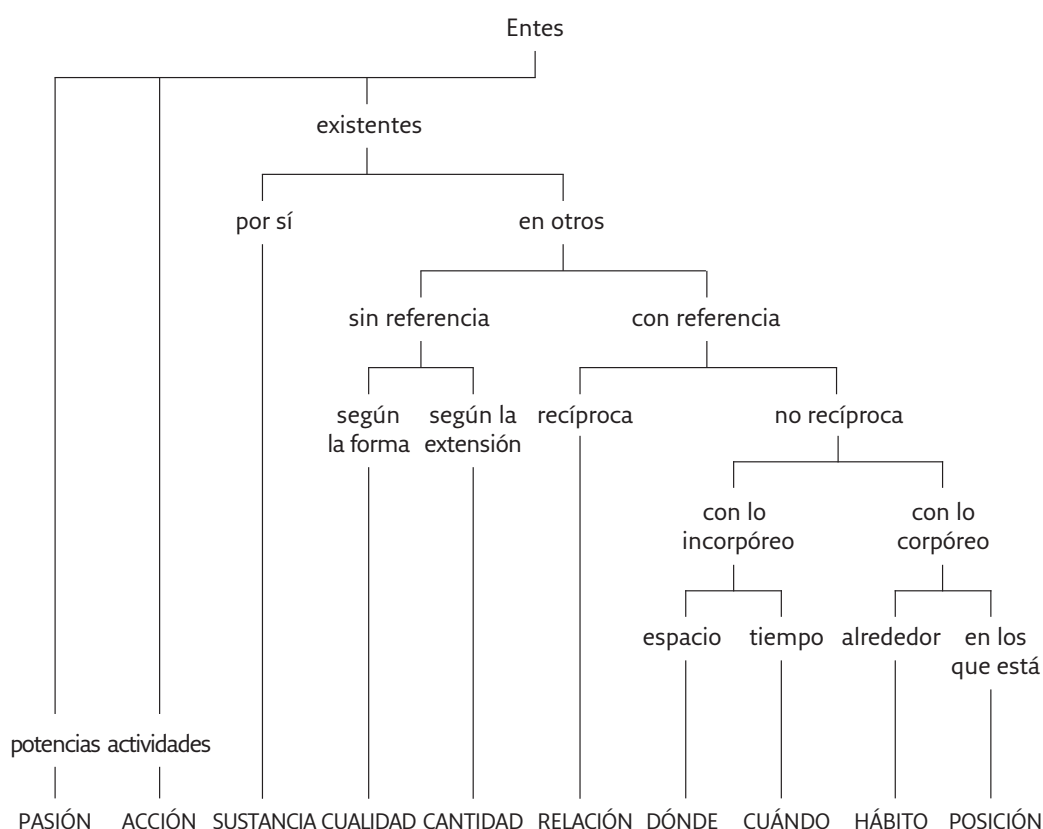 Entes
existentes
por sí en otros
sin referencia con referencia
según según la recíproca no recíproca
la forma extensión
con lo con lo
incorpóreo corpóreo
espacio tiempo alrededor en los
que está
potencias actividades
PASIÓN ACCIÓN SUSTANCIA CUALIDAD CANTIDAD RELACIÓN DÓNDE CUÁNDO HÁBITO POSICIÓN